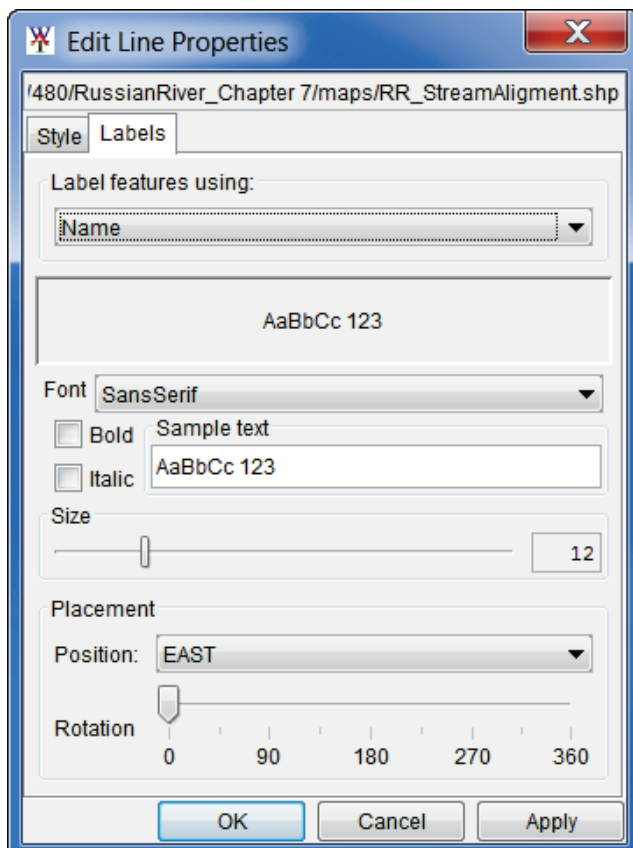 Edit Line Properties
/480/RussianRiver_Chapter 7/maps/RR_StreamAligment.shp
Style Labels
Label features using:
Name
AaBbCc 123
Font SansSerif
Bold Sample text
Italic AaBbCc 123
Size
12
Placement
Position: EAST
Rotation
0 90 180 270 360
OK Cancel Apply